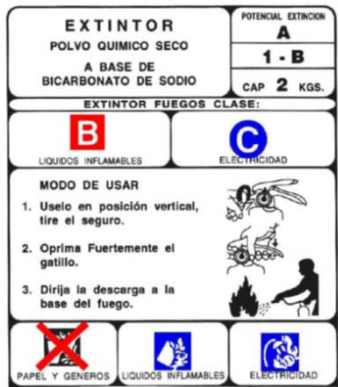 EXTINTOR
POLVO QUIMICO SECO
A BASE DE
BICARBONATO DE SODIO
POTENCIAL EXTINCION
A
1 - B
CAP 2 KGS.
EXTINTOR FUEGOS CLASE:
B
LIQUIDOS INFLAMABLES
C
ELECTRICIDAD
MODO DE USAR
1. Uselo en posición vertical,
tire el seguro.
2. Oprima Fuertemente el
gatillo.
3. Dirija la descarga a la
base del fuego.
PAPEL Y GENEROS
LIQUIDOS INFLAMABLES
ELECTRICIDAD